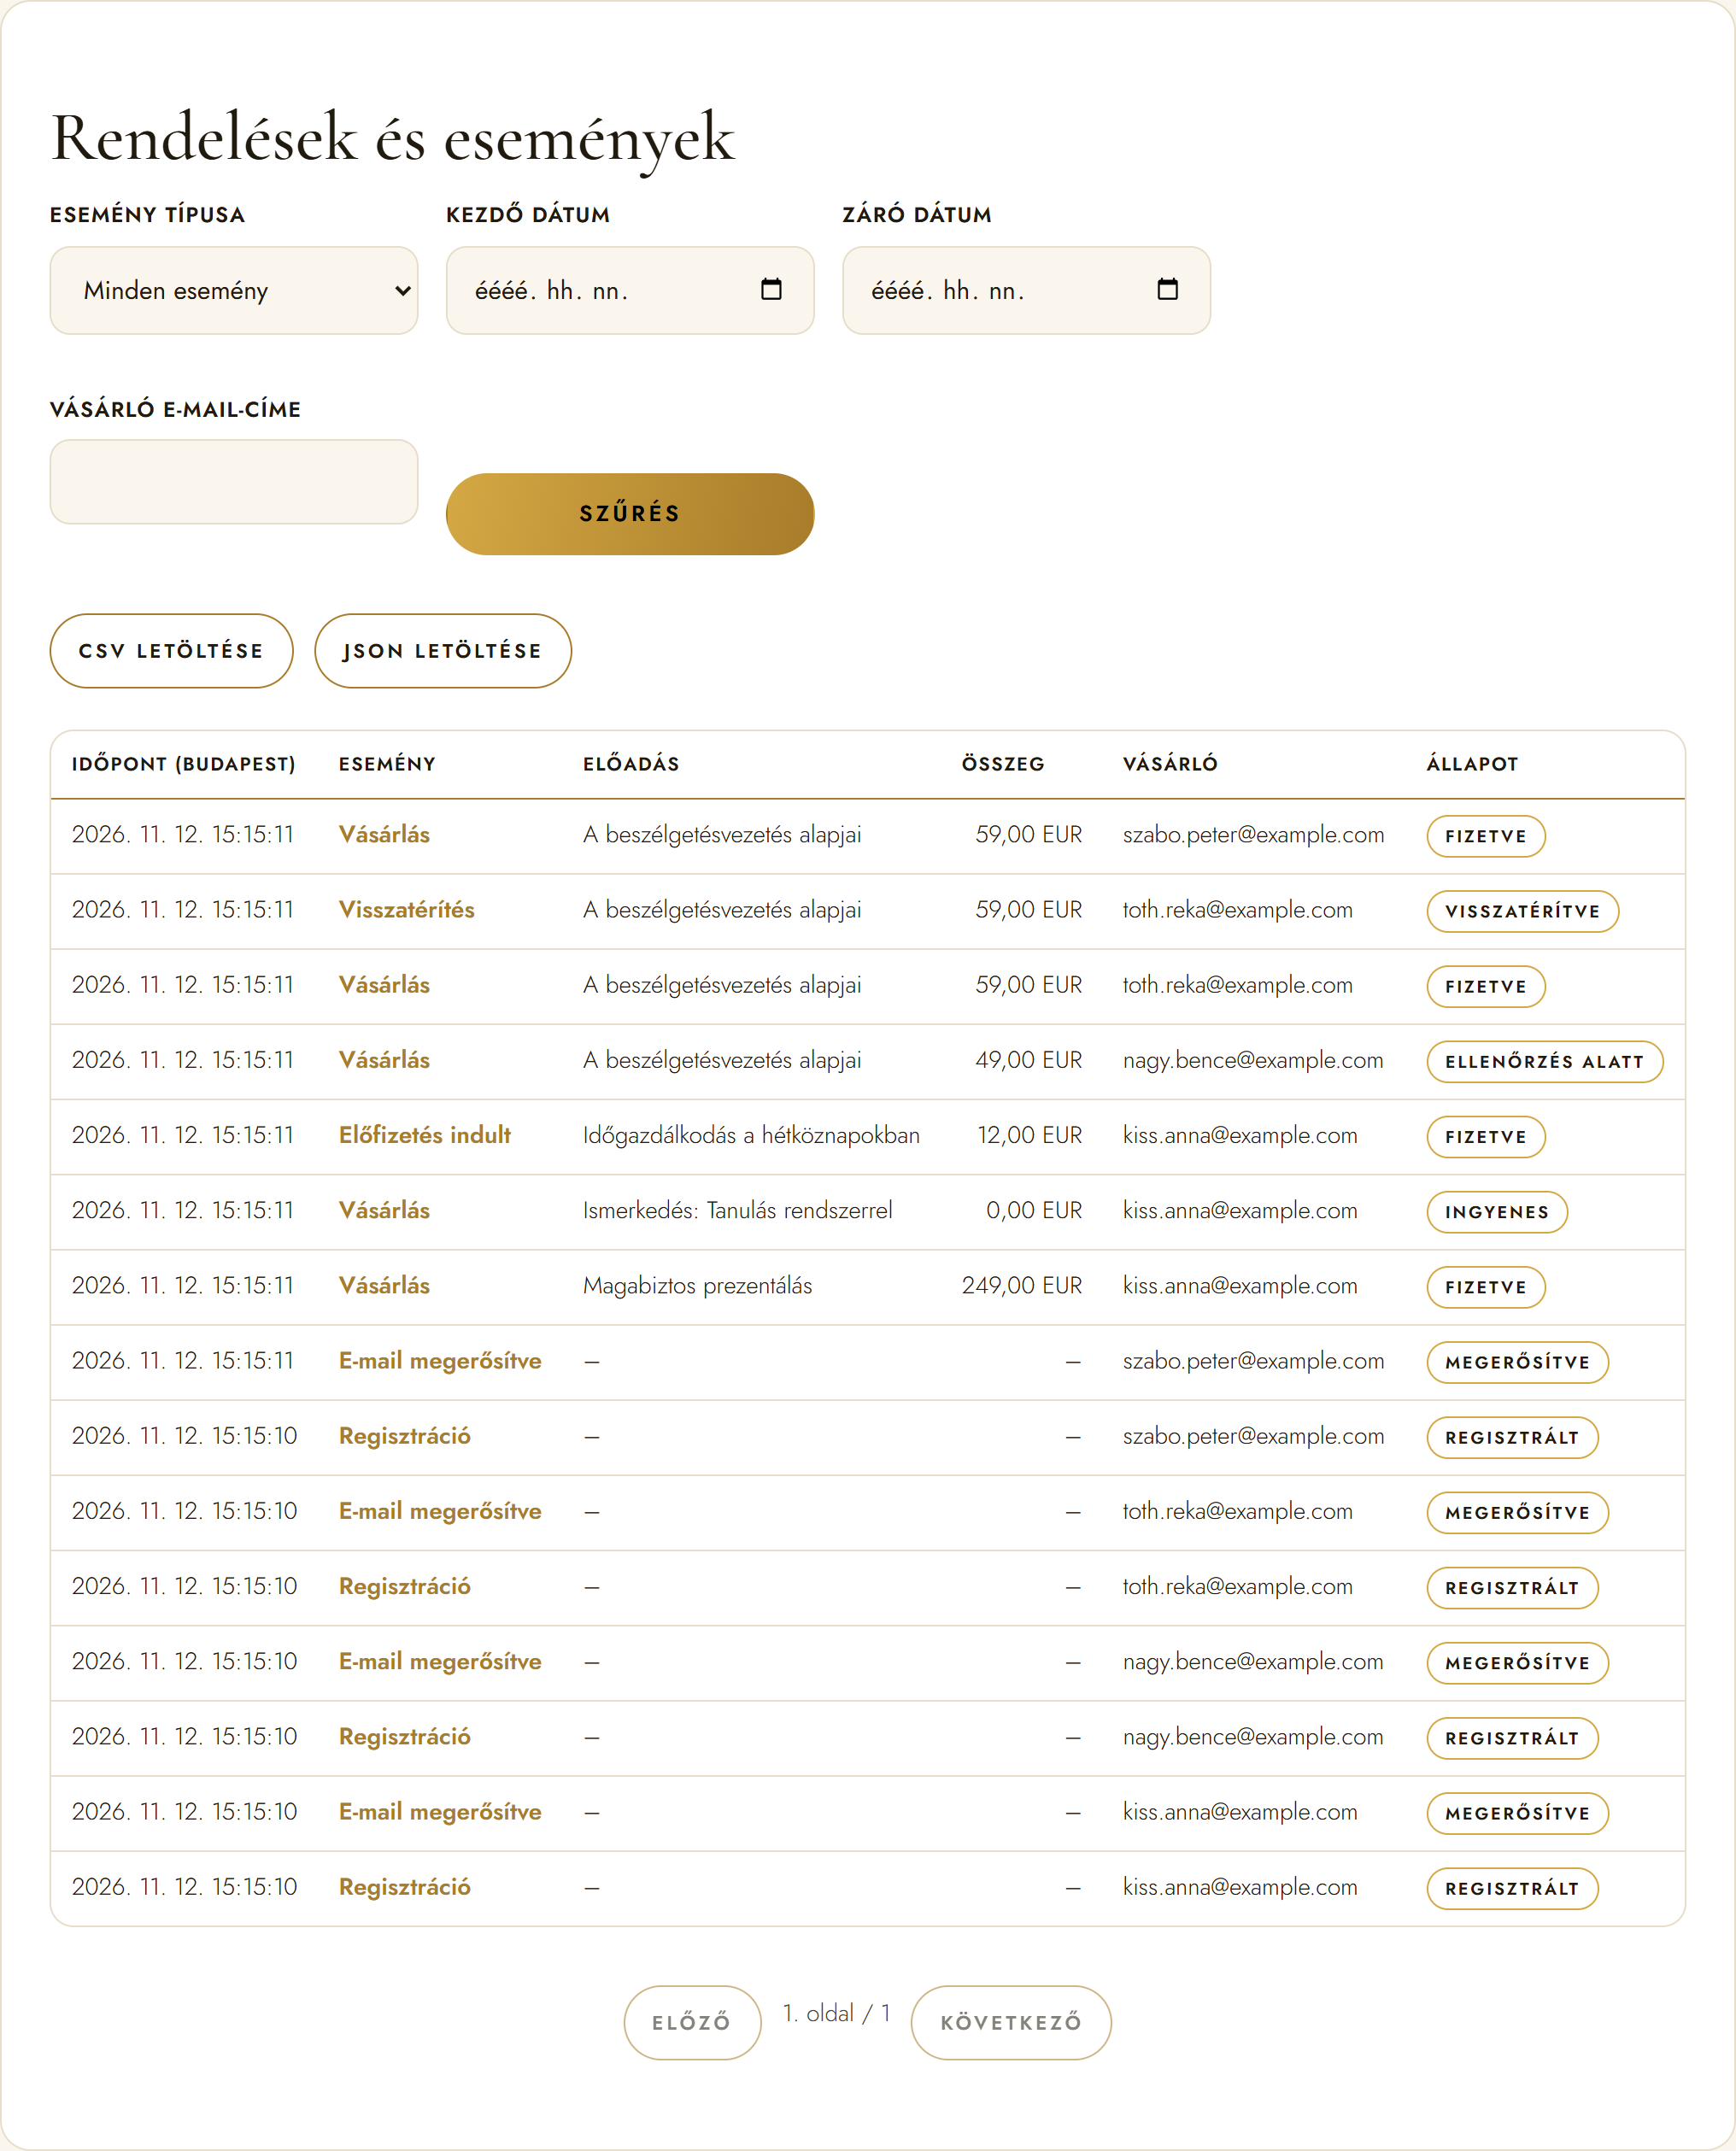 Rendelések és események
ESEMÉNY TÍPUSA KEZDŐ DÁTUM ZÁRÓ DÁTUM
Minden esemény éééé. hh. nn. éééé. hh. nn.
VÁSÁRLÓ E-MAIL-CÍME
SZŰRÉS
CSV LETÖLTÉSE JSON LETÖLTÉSE
IDŐPONT (BUDAPEST) ESEMÉNY ELŐADÁS ÖSSZEG VÁSÁRLÓ ÁLLAPOT
2026. 11. 12. 15:15:11 Vásárlás A beszélgetésvezetés alapjai 59,00 EUR szabo.peter@example.com FIZETVE
2026. 11. 12. 15:15:11 Visszatérítés A beszélgetésvezetés alapjai 59,00 EUR toth.reka@example.com VISSZATÉRÍTVE
2026. 11. 12. 15:15:11 Vásárlás A beszélgetésvezetés alapjai 59,00 EUR toth.reka@example.com FIZETVE
2026. 11. 12. 15:15:11 Vásárlás A beszélgetésvezetés alapjai 49,00 EUR nagy.bence@example.com ELLENŐRZÉS ALATT
2026. 11. 12. 15:15:11 Előfizetés indult Időgazdálkodás a hétköznapokban 12,00 EUR kiss.anna@example.com FIZETVE
2026. 11. 12. 15:15:11 Vásárlás Ismerkedés: Tanulás rendszerrel 0,00 EUR kiss.anna@example.com INGYENES
2026. 11. 12. 15:15:11 Vásárlás Magabiztos prezentálás 249,00 EUR kiss.anna@example.com FIZETVE
2026. 11. 12. 15:15:11 E-mail megerősítve – – szabo.peter@example.com MEGERŐSÍTVE
2026. 11. 12. 15:15:10 Regisztráció – – szabo.peter@example.com REGISZTRÁLT
2026. 11. 12. 15:15:10 E-mail megerősítve – – toth.reka@example.com MEGERŐSÍTVE
2026. 11. 12. 15:15:10 Regisztráció – – toth.reka@example.com REGISZTRÁLT
2026. 11. 12. 15:15:10 E-mail megerősítve – – nagy.bence@example.com MEGERŐSÍTVE
2026. 11. 12. 15:15:10 Regisztráció – – nagy.bence@example.com REGISZTRÁLT
2026. 11. 12. 15:15:10 E-mail megerősítve – – kiss.anna@example.com MEGERŐSÍTVE
2026. 11. 12. 15:15:10 Regisztráció – – kiss.anna@example.com REGISZTRÁLT
ELŐZŐ 1. oldal / 1 KÖVETKEZŐ